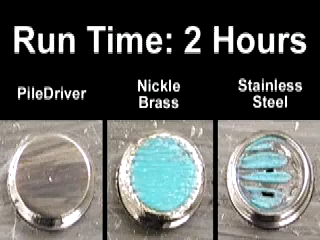 Run Time: 2 Hours
PileDriver
Nickle
Brass
Stainless
Steel